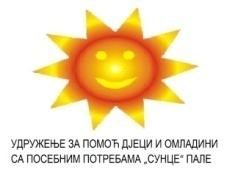 УДРУЖЕЊЕ ЗА ПОМОЋ ДЈЕЦИ И ОМЛАДИНИ
СА ПОСЕБНИМ ПОТРЕБАМА „СУНЦЕ“ ПАЛЕ